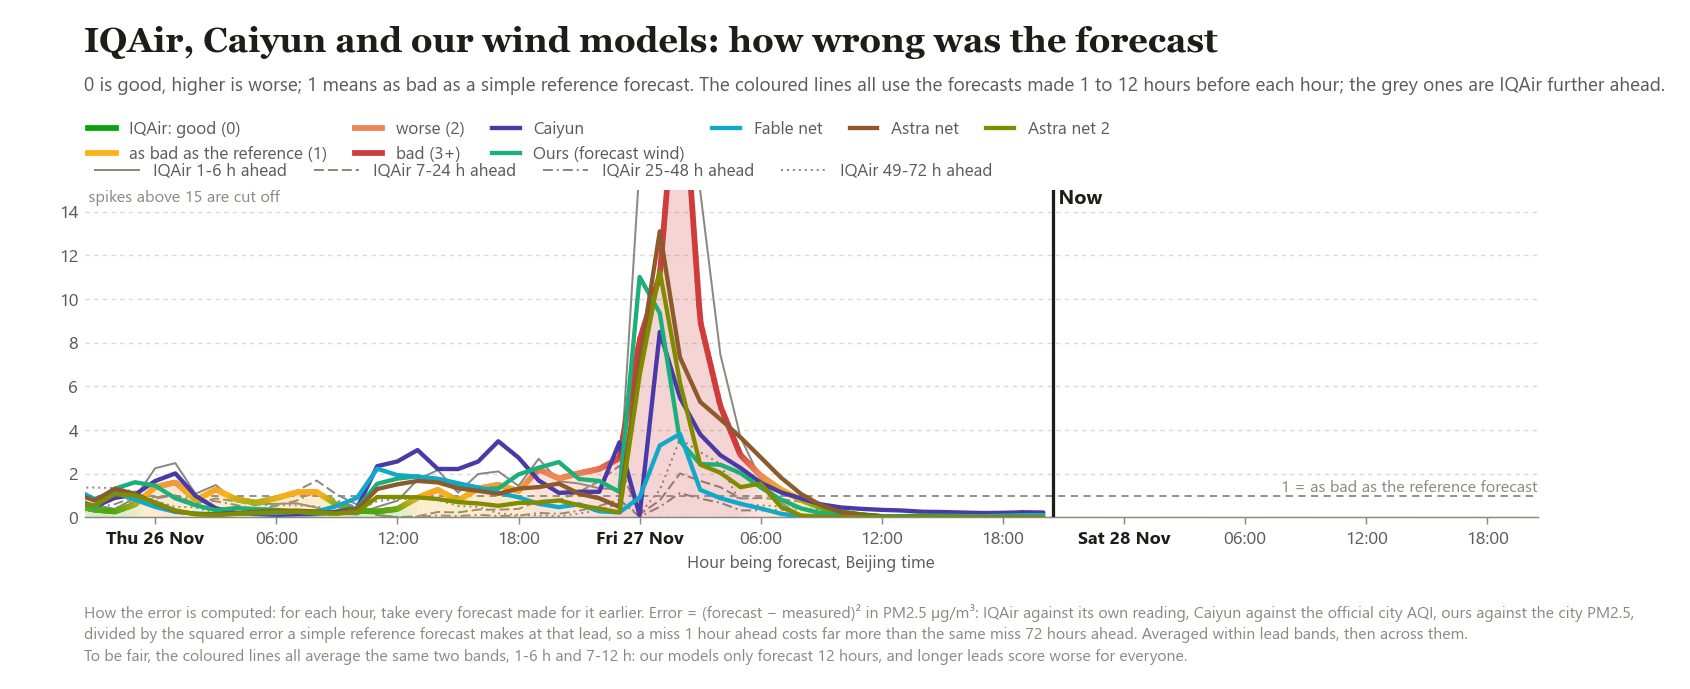 IQAir, Caiyun and our wind models: how wrong was the forecast
0 is good, higher is worse; 1 means as bad as a simple reference forecast. The coloured lines all use the forecasts made 1 to 12 hours before each hour; the grey ones are IQAir further ahead.
IQAir: good (0) worse (2) Caiyun Fable net Astra net Astra net 2
as bad as the reference (1) bad (3+) Ours (forecast wind)
IQAir 1-6 h ahead IQAir 7-24 h ahead IQAir 25-48 h ahead IQAir 49-72 h ahead
spikes above 15 are cut off
Now
14
12
10
8
6
4
2
1 = as bad as the reference forecast
0
Thu 26 Nov 06:00 12:00 18:00 Fri 27 Nov 06:00 12:00 18:00 Sat 28 Nov 06:00 12:00 18:00
Hour being forecast, Beijing time
How the error is computed: for each hour, take every forecast made for it earlier. Error = (forecast − measured)² in PM2.5 µg/m³: IQAir against its own reading, Caiyun against the official city AQI, ours against the city PM2.5,
divided by the squared error a simple reference forecast makes at that lead, so a miss 1 hour ahead costs far more than the same miss 72 hours ahead. Averaged within lead bands, then across them.
To be fair, the coloured lines all average the same two bands, 1-6 h and 7-12 h: our models only forecast 12 hours, and longer leads score worse for everyone.